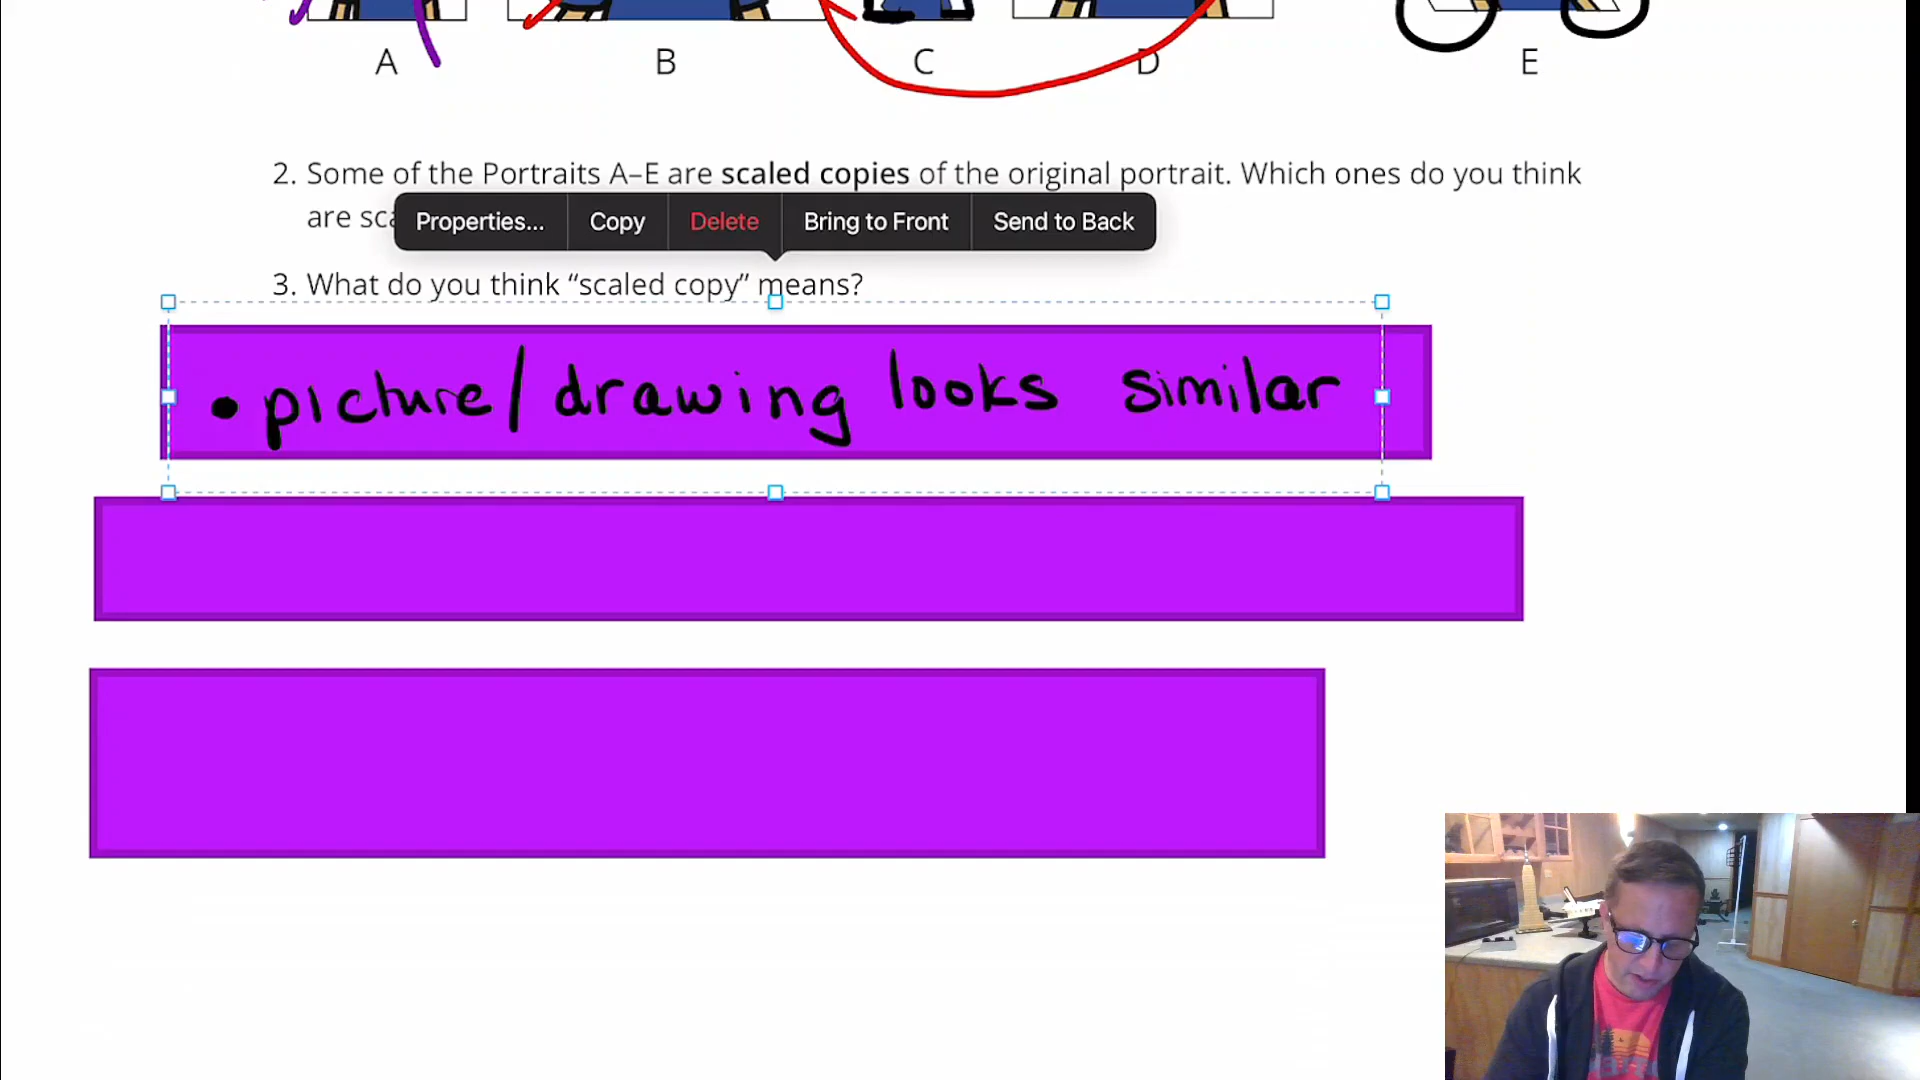 A B C D E
2. Some of the Portraits A–E are scaled copies of the original portrait. Which ones do you think
are sca
Properties... Copy Delete Bring to Front Send to Back
3. What do you think “scaled copy” means?
• picture/drawing looks similar